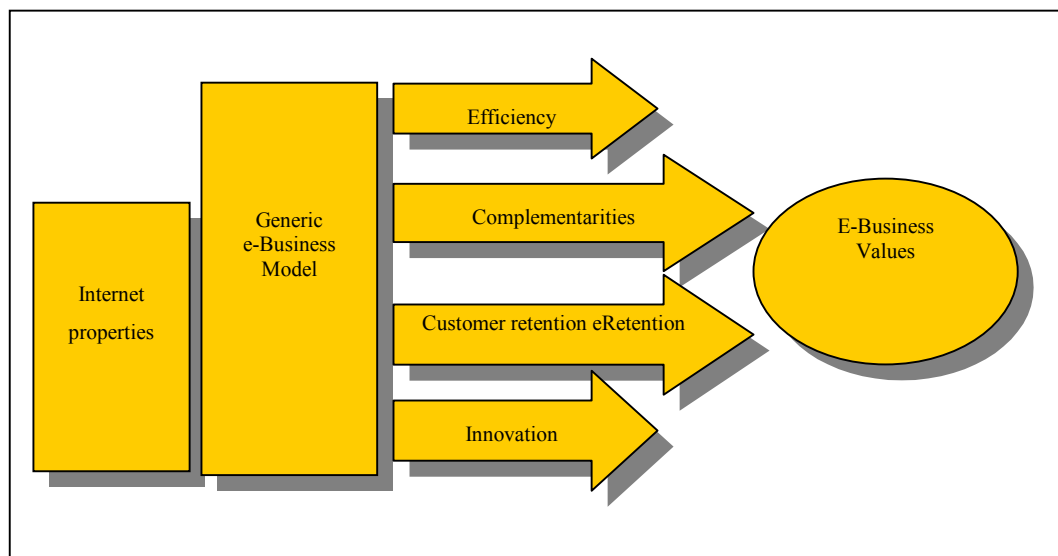 Internet
properties
Generic
e-Business
Model
Efficiency
Complementarities
Customer retention eRetention
Innovation
E-Business
Values